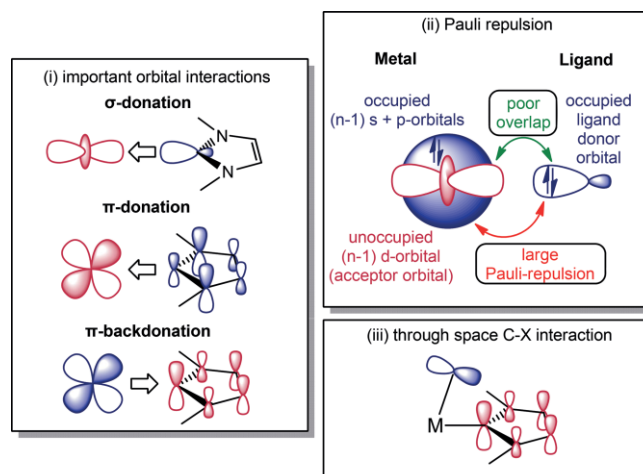 (i) important orbital interactions
σ-donation
N
N
π-donation
π-backdonation
(ii) Pauli repulsion
Metal
Ligand
occupied
(n-1) s + p-orbitals
poor
overlap
occupied
ligand
donor
orbital
unoccupied
(n-1) d-orbital
(acceptor orbital)
large
Pauli-repulsion
(iii) through space C-X interaction
M